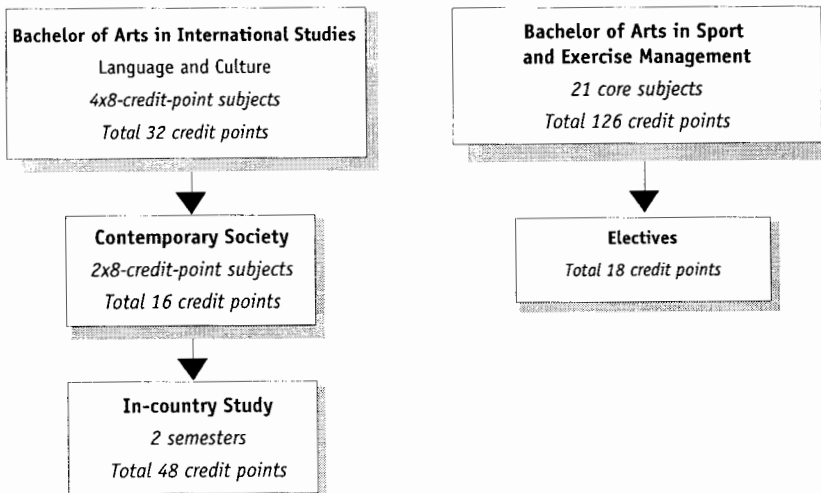 Bachelor of Arts in International Studies
Language and Culture
4x8-credit-point subjects
Total 32 credit points
Contemporary Society
2x8-credit-point subjects
Total 16 credit points
In-country Study
2 semesters
Total 48 credit points
Bachelor of Arts in Sport
and Exercise Management
21 core subjects
Total 126 credit points
Electives
Total 18 credit points